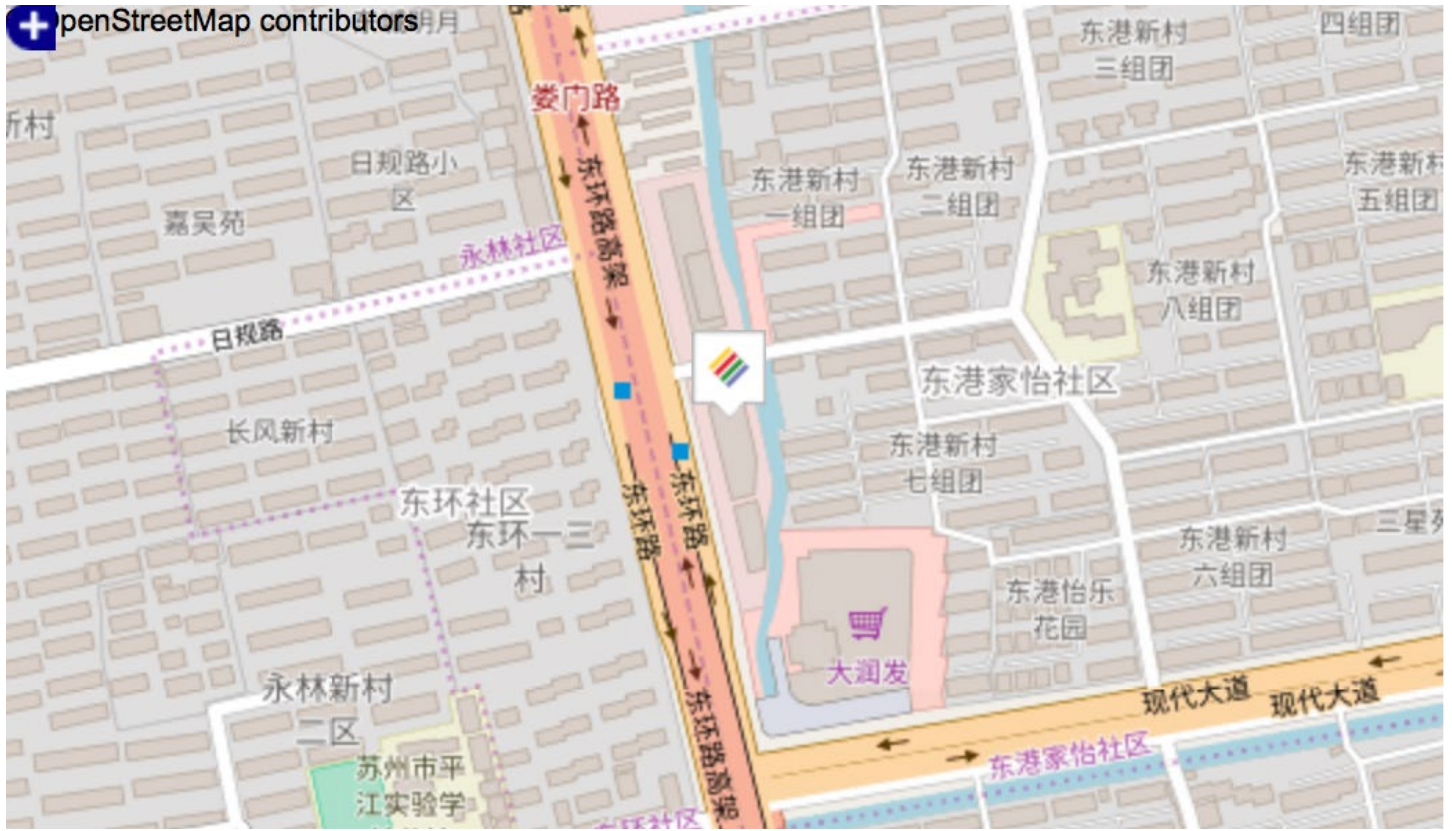 penStreetMap contributors
四组团
东港新村
三组团
娄门路
新村
日规路小
区
东港新村
一组团
东港新村
二组团
东港新村
五组团
嘉吴苑
永林社区
东环路高架
东港新村
八组团
日规路
东港家怡社区
长风新村
东港新村
七组团
东环社区
东环一三
村
东环路
东环路
东港新村
六组团
三星苑
东港怡乐
花园
大润发
永林新村
二区
现代大道
现代大道
东环路高架
东港家怡社区
苏州市平
江实验学
东环社区